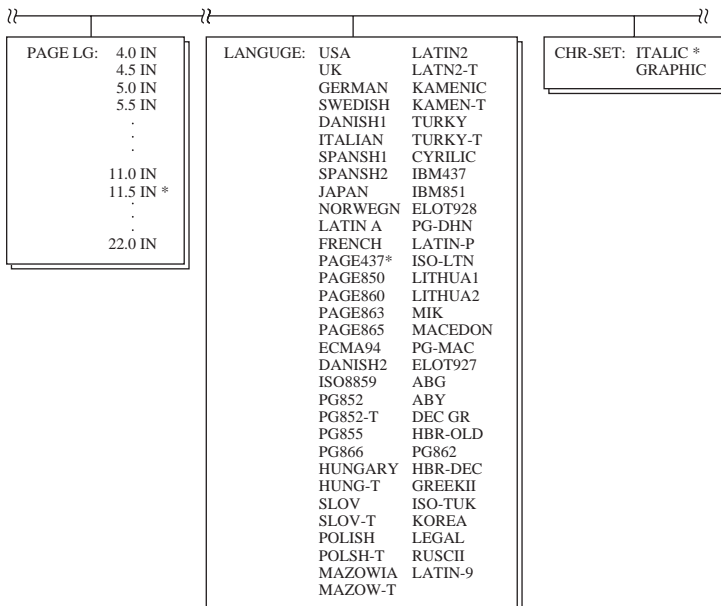 PAGE LG: 4.0 IN
4.5 IN
5.0 IN
5.5 IN
.
.
.
11.0 IN
11.5 IN *
.
.
22.0 IN
LANGUGE: USA LATIN2
UK LATN2-T
GERMAN KAMENIC
SWEDISH KAMEN-T
DANISH1 TURKY
ITALIAN TURKY-T
SPANSH1 CYRILIC
SPANSH2 IBM437
JAPAN IBM851
NORWEGN ELOT928
LATIN A PG-DHN
FRENCH LATIN-P
PAGE437* ISO-LTN
PAGE850 LITHUA1
PAGE860 LITHUA2
PAGE863 MIK
PAGE865 MACEDON
ECMA94 PG-MAC
DANISH2 ELOT927
ISO8859 ABG
PG852 ABY
PG852-T DEC GR
PG855 HBR-OLD
PG866 PG862
HUNGARY HBR-DEC
HUNG-T GREEKII
SLOV ISO-TUK
SLOV-T KOREA
POLISH LEGAL
POLSH-T RUSCII
MAZOWIA LATIN-9
MAZOW-T
CHR-SET: ITALIC *
GRAPHIC